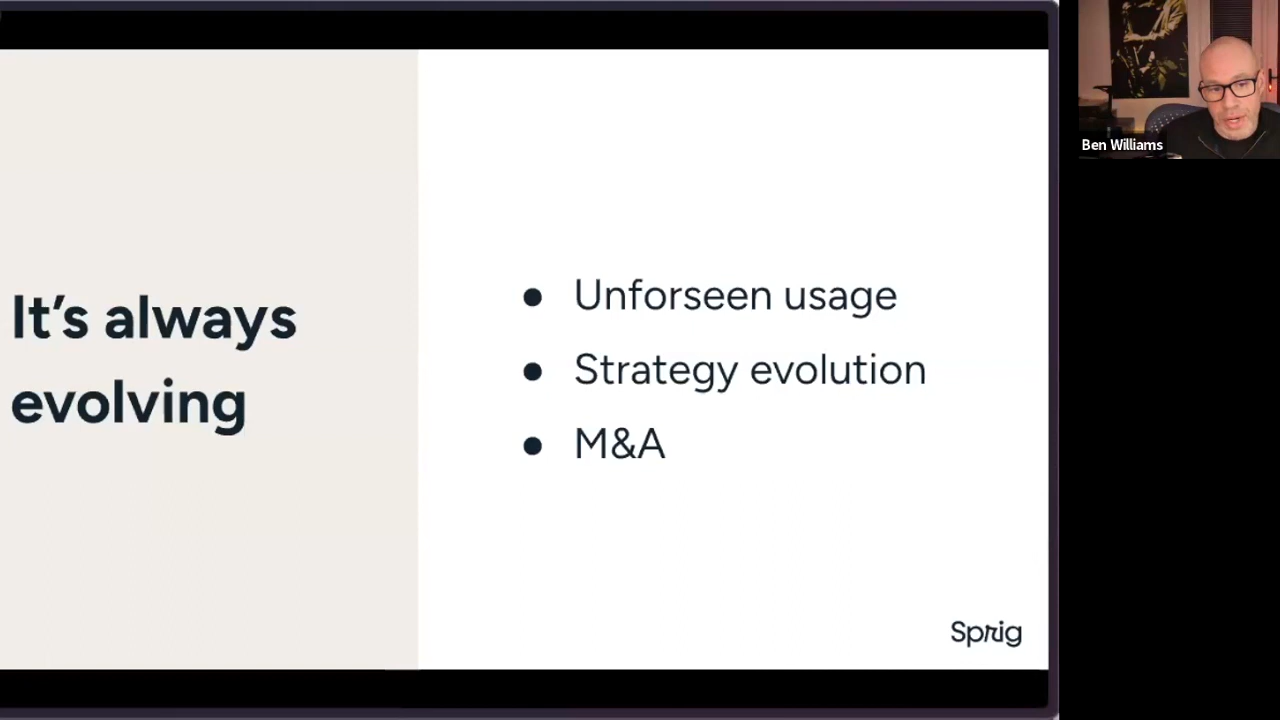 It's always
evolving
● Unforseen usage
● Strategy evolution
● M&A
Sprig
Ben Williams